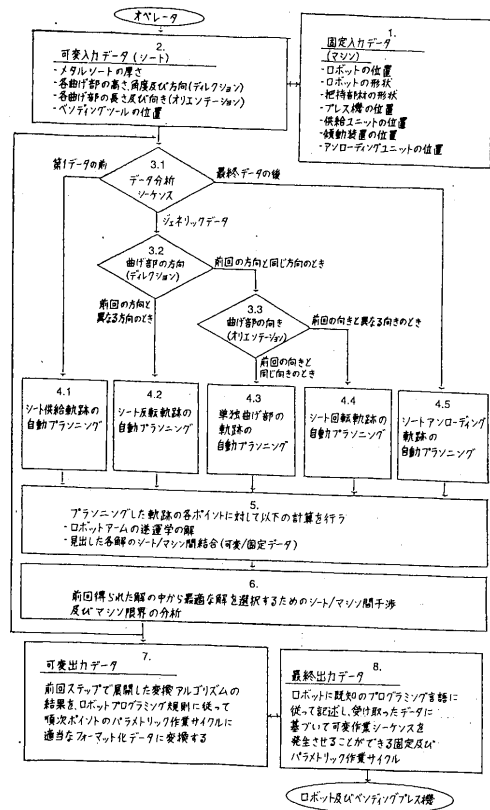 オペレータ
2.
可変入力データ(シート)
-メタルシートの厚さ
-各曲げ部の高さ、角度及び方向(ディレクション)
-各曲げ部の長さ及び向き(オリエンテーション)
-ベンディングツールの位置
1.
固定入力データ
(マシン)
-ロボットの位置
-ロボットの形状
-把持部材の形状
-プレス機の位置
-供給ユニットの位置
-傾動装置の位置
-アンローディングユニットの位置
3.1
データ分析
シーケンス
第1データの前
最終データの後
ジェネリックデータ
3.2
曲げ部の方向
(ディレクション)
前回の方向と同じ方向のとき
前回の方向と
異なる方向のとき
3.3
曲げ部の向き
(オリエンテーション)
前回の向きと異なる向きのとき
前回の向きと
同じ向きのとき
4.1
シート供給軌跡の
自動プランニング
4.2
シート反転軌跡の
自動プランニング
4.3
単独曲げ部の
軌跡の
自動プランニング
4.4
シート回転軌跡の
自動プランニング
4.5
シートアンローディング
軌跡の
自動プランニング
5.
プランニングした軌跡の各ポイントに対して以下の計算を行う
-ロボットアームの逆運学の解
-見出した各解のシート/マシン間結合(可変/固定データ)
6.
前回得られた解の中から最適な解を選択するためのシート/マシン間干渉
及びマシン限界の分析
7.
可変出力データ
前回ステップで展開した変換アルゴリズムの
結果を、ロボットプログラミング規則に従って
順次ポイントのパラメトリック作業サイクルに
適当なフォーマット化データに変換する
8.
最終出力データ
ロボットに既知のプログラミング言語に
従って記述し、受け取ったデータに
基づいて可変作業シーケンスを
発生させることができる固定及び
パラメトリック作業サイクル
ロボット及びベンディングプレス機